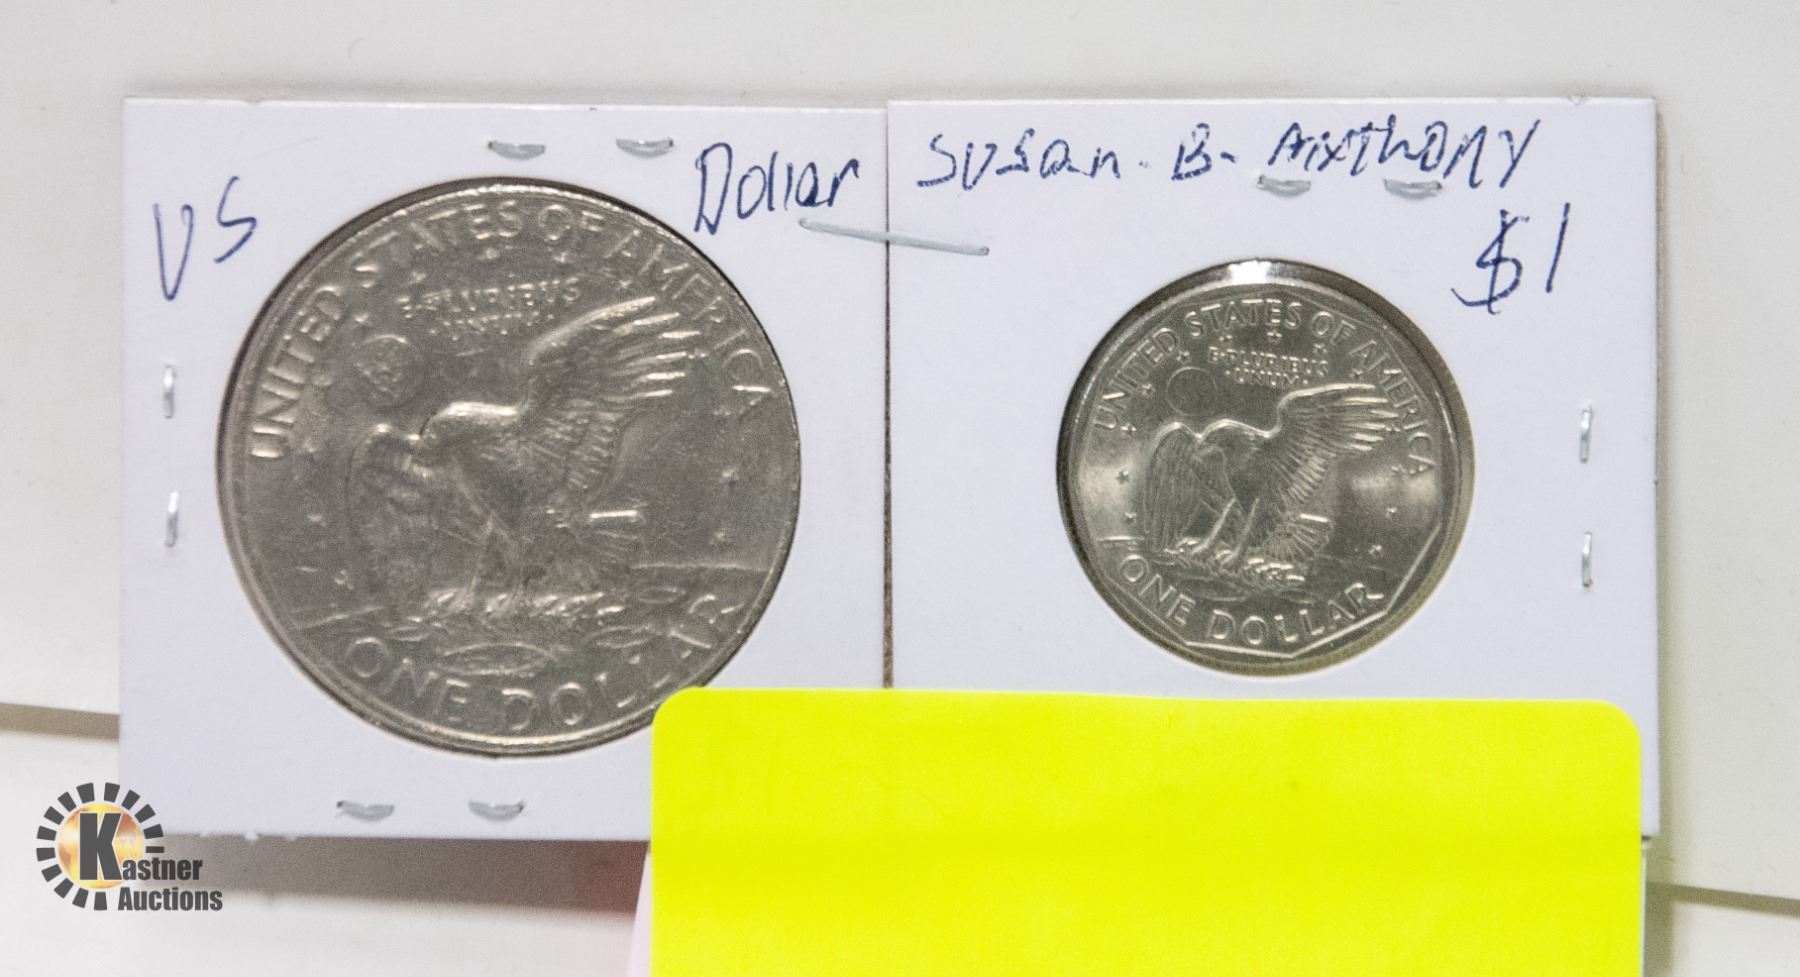 US Dollar
UNITED STATES OF AMERICA
E·PLURIBUS
UNUM
ONE DOLLAR
Susan. B- Anthony
$1
UNITED STATES OF AMERICA
E·PLURIBUS
UNUM
ONE DOLLAR
Kastner
Auctions